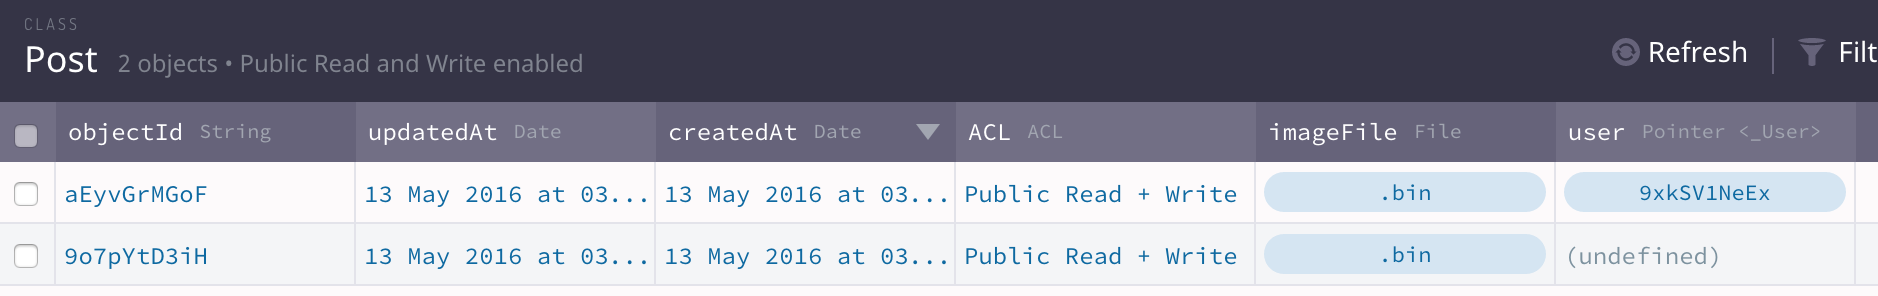 CLASS
Post 2 objects • Public Read and Write enabled Refresh Filt
objectId String updatedAt Date createdAt Date ACL ACL imageFile File user Pointer <_User>
aEyvGrMGoF 13 May 2016 at 03... 13 May 2016 at 03... Public Read + Write .bin 9xkSV1NeEx
9o7pYtD3iH 13 May 2016 at 03... 13 May 2016 at 03... Public Read + Write .bin (undefined)